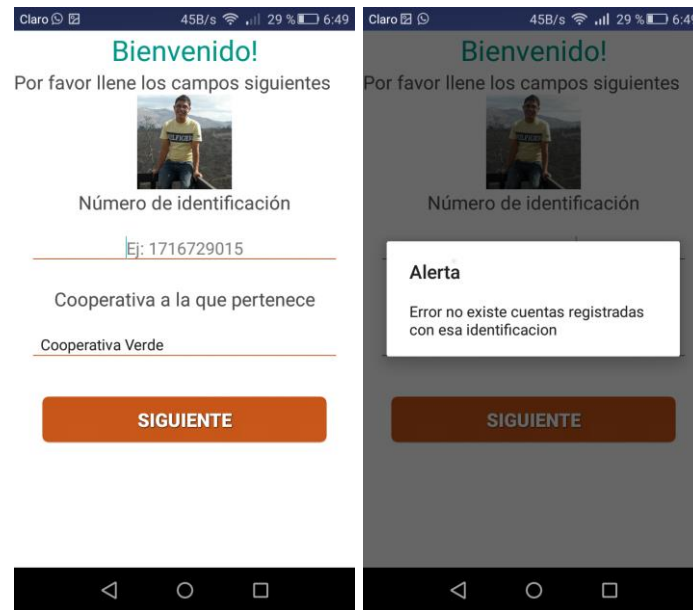 Claro 45B/s 29 % 6:49
Bienvenido!
Por favor llene los campos siguientes
Número de identificación
Ej: 1716729015
Cooperativa a la que pertenece
Cooperativa Verde
SIGUIENTE
Claro 45B/s 29 % 6:49
Bienvenido!
Por favor llene los campos siguientes
Número de identificación
Alerta
Error no existe cuentas registradas
con esa identificacion
SIGUIENTE